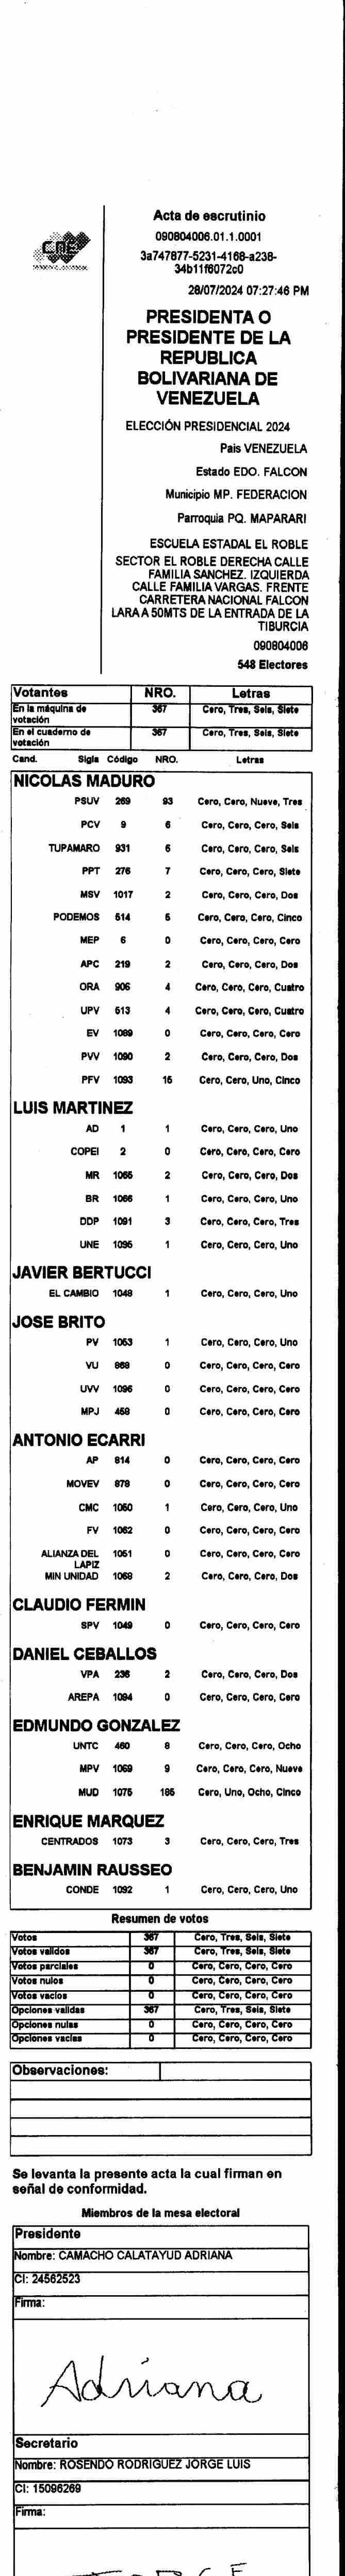 CNE
Acta de escrutinio
090804006.01.1.0001
3a747877-5231-4168-a238-
34b11f6072c0
28/07/2024 07:27:46 PM
PRESIDENTA O
PRESIDENTE DE LA
REPUBLICA
BOLIVARIANA DE
VENEZUELA
ELECCIÓN PRESIDENCIAL 2024
Pais VENEZUELA
Estado EDO. FALCON
Municipio MP. FEDERACION
Parroquia PQ. MAPARARI
ESCUELA ESTADAL EL ROBLE
SECTOR EL ROBLE DERECHA CALLE
FAMILIA SANCHEZ. IZQUIERDA
CALLE FAMILIA VARGAS. FRENTE
CARRETERA NACIONAL FALCON
LARA A 50MTS DE LA ENTRADA DE LA
TIBURCIA
090804006
548 Electores
Votantes NRO. Letras
En la máquina de votación 367 Cero, Tres, Seis, Siete
En el cuaderno de votación 367 Cero, Tres, Seis, Siete
Cand. Sigla Código NRO. Letras
NICOLAS MADURO
PSUV 269 93 Cero, Cero, Nueve, Tres
PCV 9 6 Cero, Cero, Cero, Seis
TUPAMARO 931 6 Cero, Cero, Cero, Seis
PPT 276 7 Cero, Cero, Cero, Siete
MSV 1017 2 Cero, Cero, Cero, Dos
PODEMOS 514 5 Cero, Cero, Cero, Cinco
MEP 6 0 Cero, Cero, Cero, Cero
APC 219 2 Cero, Cero, Cero, Dos
ORA 906 4 Cero, Cero, Cero, Cuatro
UPV 513 4 Cero, Cero, Cero, Cuatro
EV 1089 0 Cero, Cero, Cero, Cero
PVV 1090 2 Cero, Cero, Cero, Dos
PFV 1093 15 Cero, Cero, Uno, Cinco
LUIS MARTINEZ
AD 1 1 Cero, Cero, Cero, Uno
COPEI 2 0 Cero, Cero, Cero, Cero
MR 1065 2 Cero, Cero, Cero, Dos
BR 1066 1 Cero, Cero, Cero, Uno
DDP 1091 3 Cero, Cero, Cero, Tres
UNE 1095 1 Cero, Cero, Cero, Uno
JAVIER BERTUCCI
EL CAMBIO 1048 1 Cero, Cero, Cero, Uno
JOSE BRITO
PV 1053 1 Cero, Cero, Cero, Uno
VU 868 0 Cero, Cero, Cero, Cero
UVV 1096 0 Cero, Cero, Cero, Cero
MPJ 458 0 Cero, Cero, Cero, Cero
ANTONIO ECARRI
AP 814 0 Cero, Cero, Cero, Cero
MOVEV 878 0 Cero, Cero, Cero, Cero
CMC 1050 1 Cero, Cero, Cero, Uno
FV 1062 0 Cero, Cero, Cero, Cero
ALIANZA DEL LAPIZ 1051 0 Cero, Cero, Cero, Cero
MIN UNIDAD 1068 2 Cero, Cero, Cero, Dos
CLAUDIO FERMIN
SPV 1049 0 Cero, Cero, Cero, Cero
DANIEL CEBALLOS
VPA 236 2 Cero, Cero, Cero, Dos
AREPA 1094 0 Cero, Cero, Cero, Cero
EDMUNDO GONZALEZ
UNTC 460 8 Cero, Cero, Cero, Ocho
MPV 1069 9 Cero, Cero, Cero, Nueve
MUD 1075 185 Cero, Uno, Ocho, Cinco
ENRIQUE MARQUEZ
CENTRADOS 1073 3 Cero, Cero, Cero, Tres
BENJAMIN RAUSSEO
CONDE 1092 1 Cero, Cero, Cero, Uno
Resumen de votos
Votos 367 Cero, Tres, Seis, Siete
Votos validos 367 Cero, Tres, Seis, Siete
Votos parciales 0 Cero, Cero, Cero, Cero
Votos nulos 0 Cero, Cero, Cero, Cero
Votos vacios 0 Cero, Cero, Cero, Cero
Opciones validas 367 Cero, Tres, Seis, Siete
Opciones nulas 0 Cero, Cero, Cero, Cero
Opciones vacias 0 Cero, Cero, Cero, Cero
Observaciones:
Se levanta la presente acta la cual firman en
señal de conformidad.
Miembros de la mesa electoral
Presidente
Nombre: CAMACHO CALATAYUD ADRIANA
CI: 24562523
Firma:
Adriana
Secretario
Nombre: ROSENDO RODRIGUEZ JORGE LUIS
CI: 15096269
Firma: